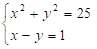 x² + y² = 25
x − y = 1